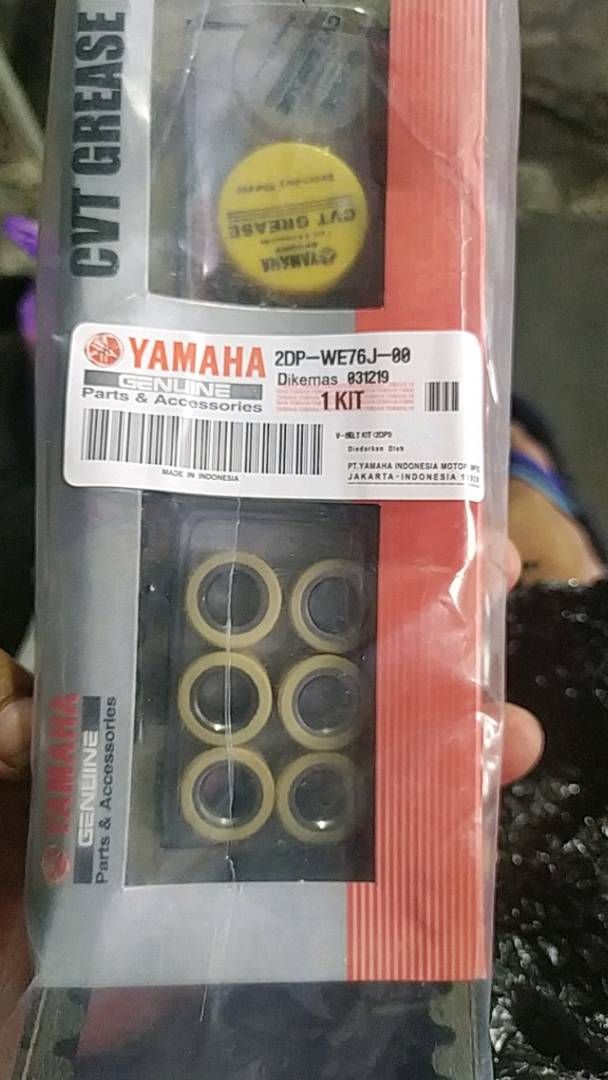 CVT GREASE
CVT GREASE
YAMAHA
YAMAHA
GENUINE
Parts & Accessories
2DP-WE76J-00
Dikemas 031219
1 KIT
MADE IN INDONESIA
V-BELT KIT (2DP)
Diedarkan Oleh
PT.YAMAHA INDONESIA MOTOR
JAKARTA-INDONESIA
YAMAHA
GENUINE
Parts & Accessories